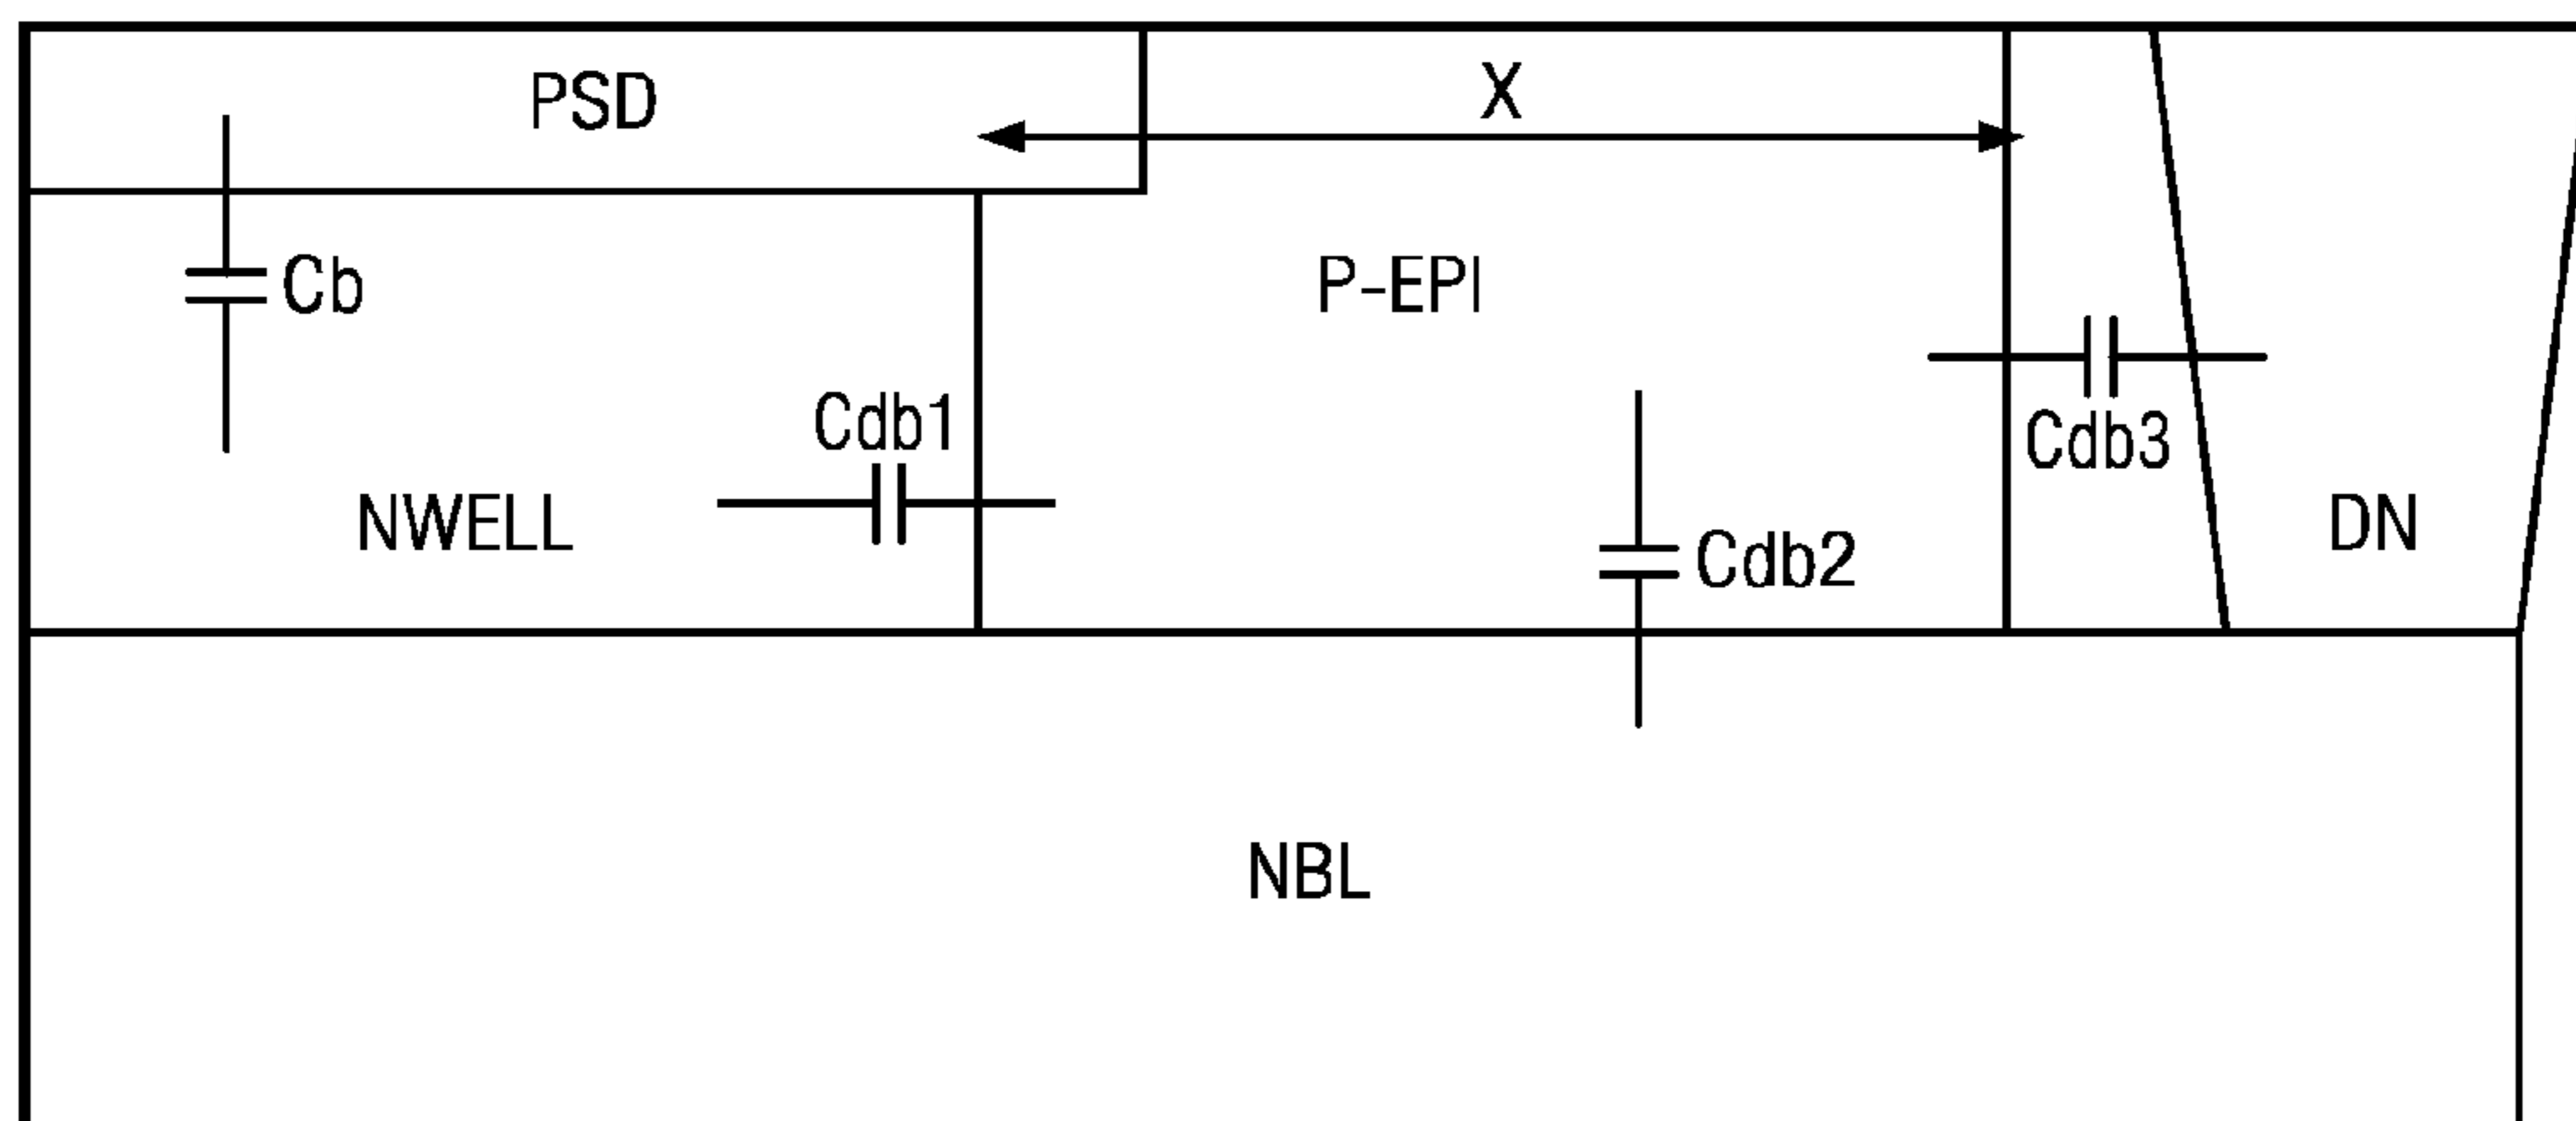 PSD
X
Cb
P-EPI
Cdb1
Cdb3
NWELL
Cdb2
DN
NBL